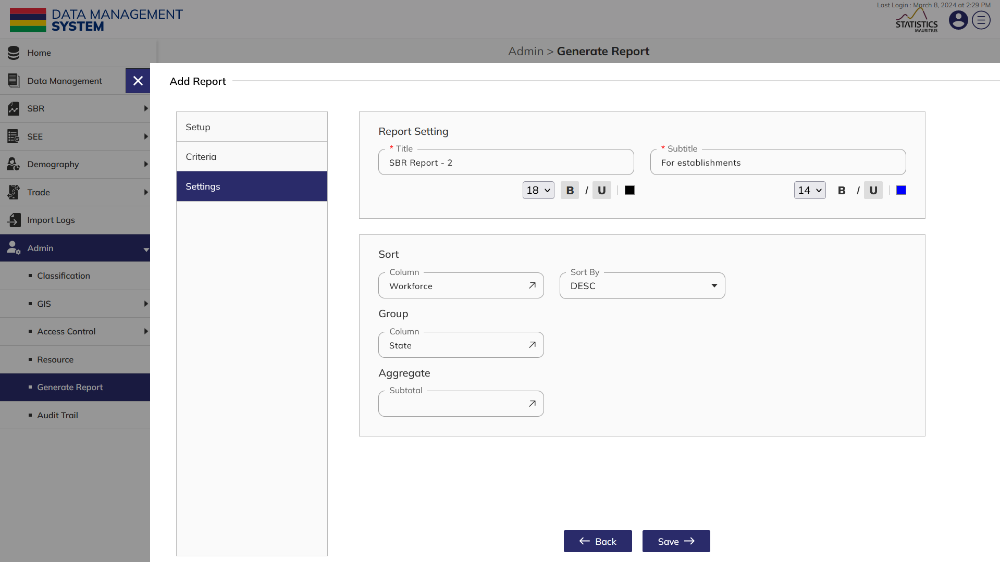 Last Login : March 8, 2024 at 2:29 PM
DATA MANAGEMENT
SYSTEM
STATISTICS
MAURITIUS
Admin > Generate Report
Home
Data Management
SBR
SEE
Demography
Trade
Import Logs
Admin
Classification
GIS
Access Control
Resource
Generate Report
Audit Trail
Add Report
Setup
Criteria
Settings
Report Setting
* Title
SBR Report - 2
* Subtitle
For establishments
18 B I U
14 B I U
Sort
Column
Workforce
Sort By
DESC
Group
Column
State
Aggregate
Subtotal
Back
Save